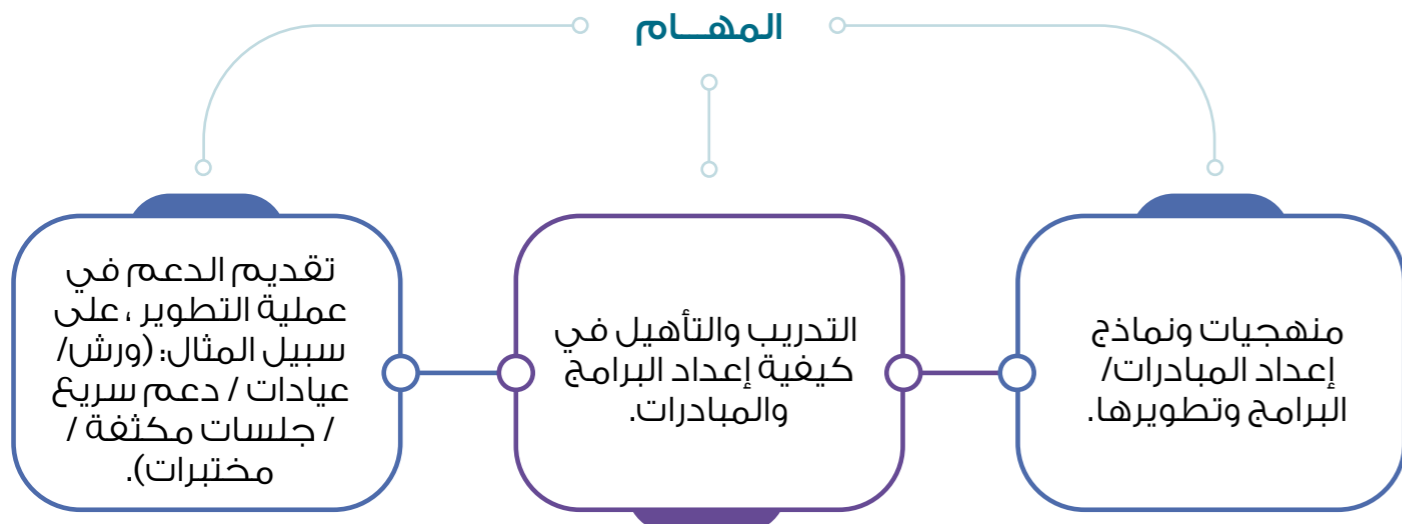 المهـــام
منهجيات ونماذج
إعداد المبادرات/
البرامج وتطويرها.
التدريب والتأهيل في
كيفية إعداد البرامج
والمبادرات.
تقديم الدعم في
عملية التطوير ، على
سبيل المثال: (ورش/
عيادات / دعم سريع
/ جلسات مكثفة /
مختبرات).